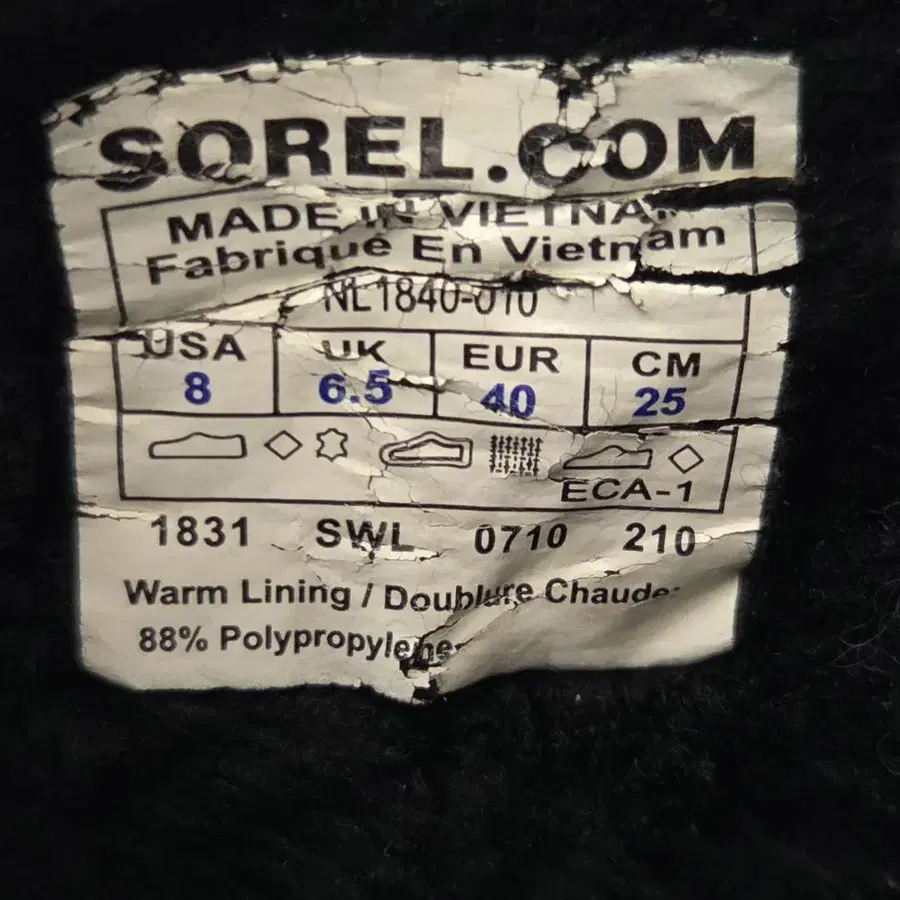 SOREL.COM
MADE IN VIETNAM
Fabriqué En Vietnam
NL1840-010
USA UK EUR CM
8 6.5 40 25
ECA-1
1831 SWL 0710 210
Warm Lining / Doublure Chaude:
88% Polypropylene